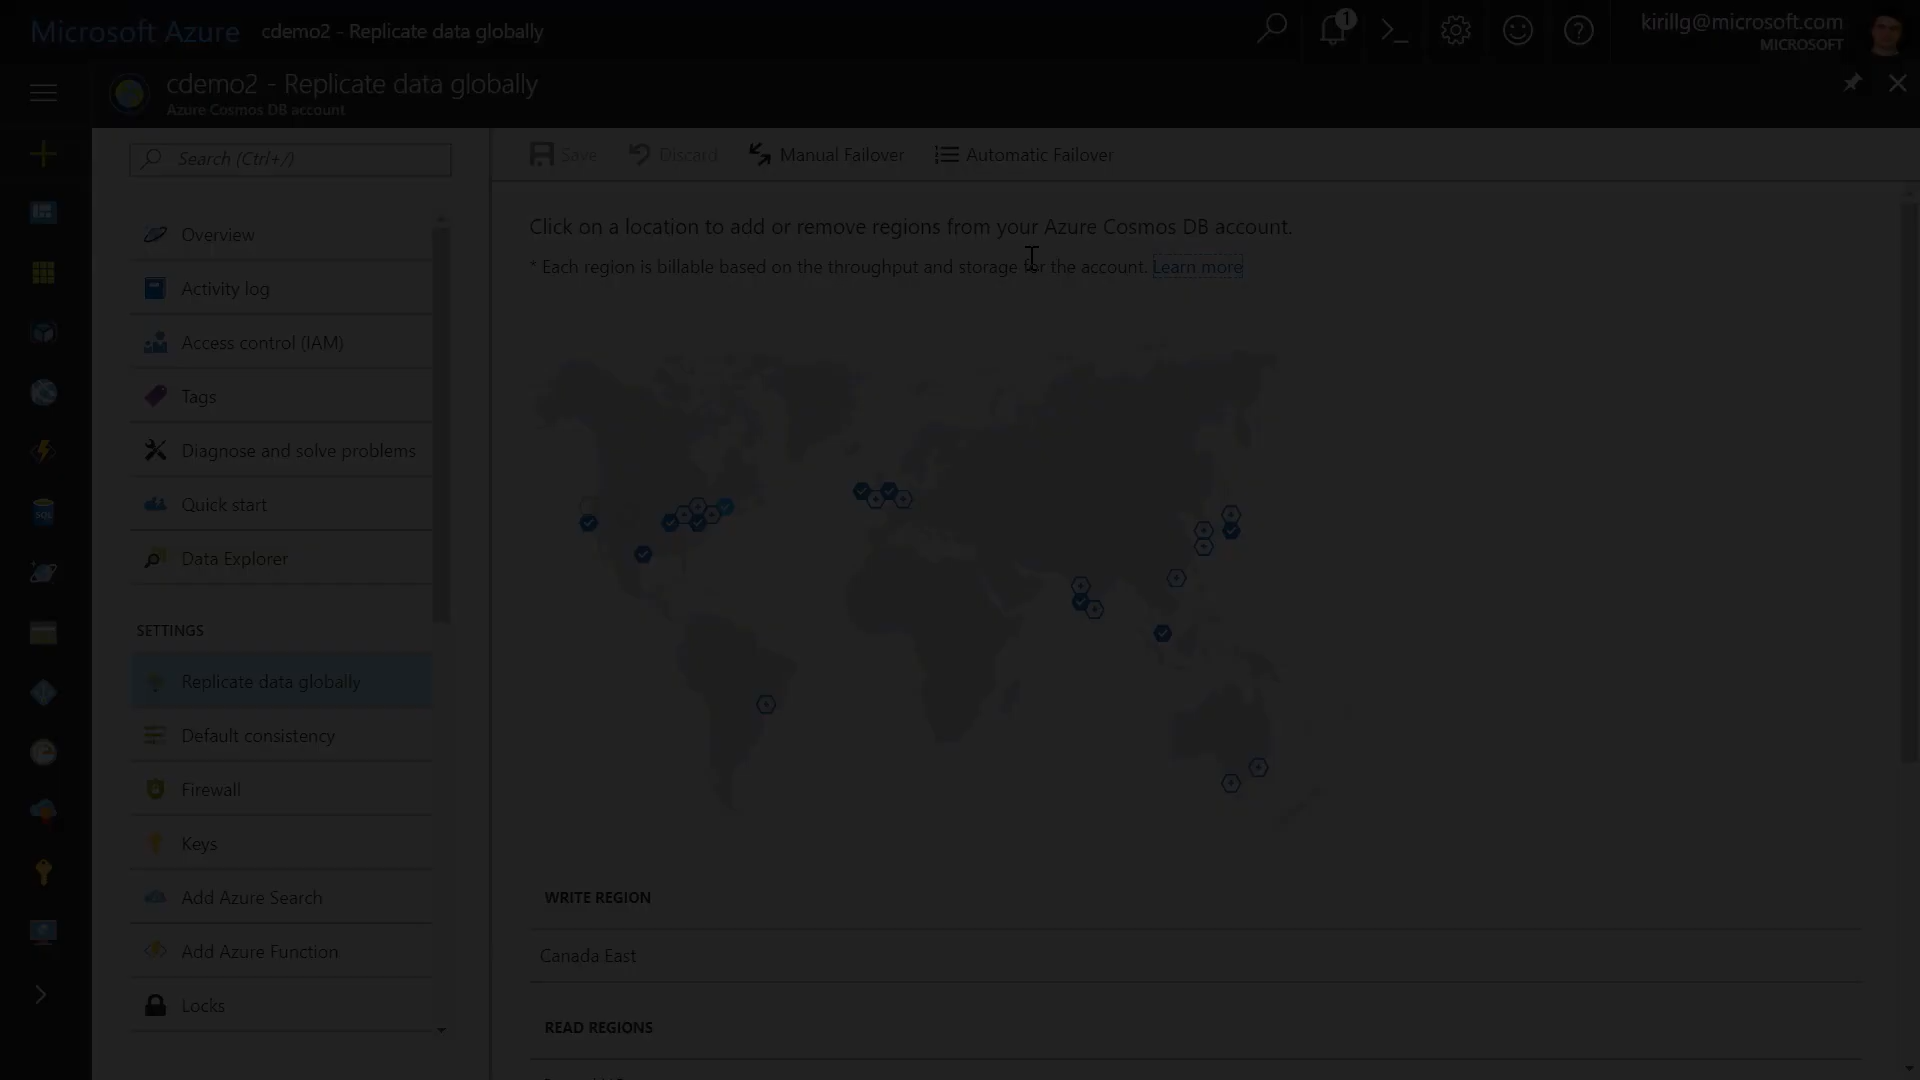 Microsoft Azure cdemo2 - Replicate data globally
1
kirillg@microsoft.com
MICROSOFT
cdemo2 - Replicate data globally
Azure Cosmos DB account
Search (Ctrl+/)
Overview
Activity log
Access control (IAM)
Tags
Diagnose and solve problems
Quick start
Data Explorer
SETTINGS
Replicate data globally
Default consistency
Firewall
Keys
Add Azure Search
Add Azure Function
Locks
SQL
Save Discard Manual Failover Automatic Failover
Click on a location to add or remove regions from your Azure Cosmos DB account.
* Each region is billable based on the throughput and storage for the account. Learn more
WRITE REGION
Canada East
READ REGIONS